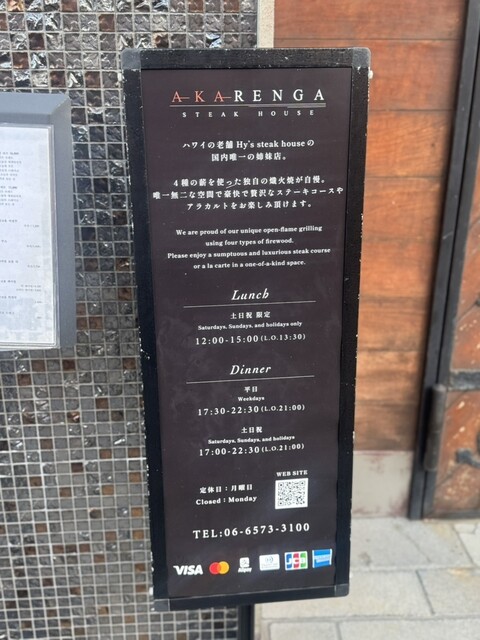 AKARENGA
STEAK HOUSE
ハワイの老舗 Hy's steak houseの
国内唯一の姉妹店。
4種の薪を使った独自の熾火焼が自慢。
唯一無二な空間で豪快で贅沢なステーキコースや
アラカルトをお楽しみ頂けます。
We are proud of our unique open-flame grilling
using four types of firewood.
Please enjoy a sumptuous and luxurious steak course
or a la carte in a one-of-a-kind space.
Lunch
土日祝 限定
Saturdays, Sundays, and holidays only
12:00-15:00(L.O.13:30)
Dinner
平日
Weekdays
17:30-22:30(L.O.21:00)
土日祝
Saturdays, Sundays, and holidays
17:00-22:30(L.O.21:00)
WEB SITE
定休日：月曜日
Closed：Monday
TEL:06-6573-3100
VISA
Alipay
JCB